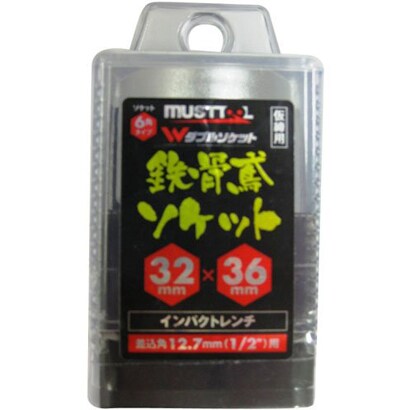 MUSTTOOL
ソケット
6角
タイプ
Wダブルソケット
仮締用
鉄骨鳶
ソケット
32mm×36mm
インパクトレンチ
差込角12.7mm(1/2")用